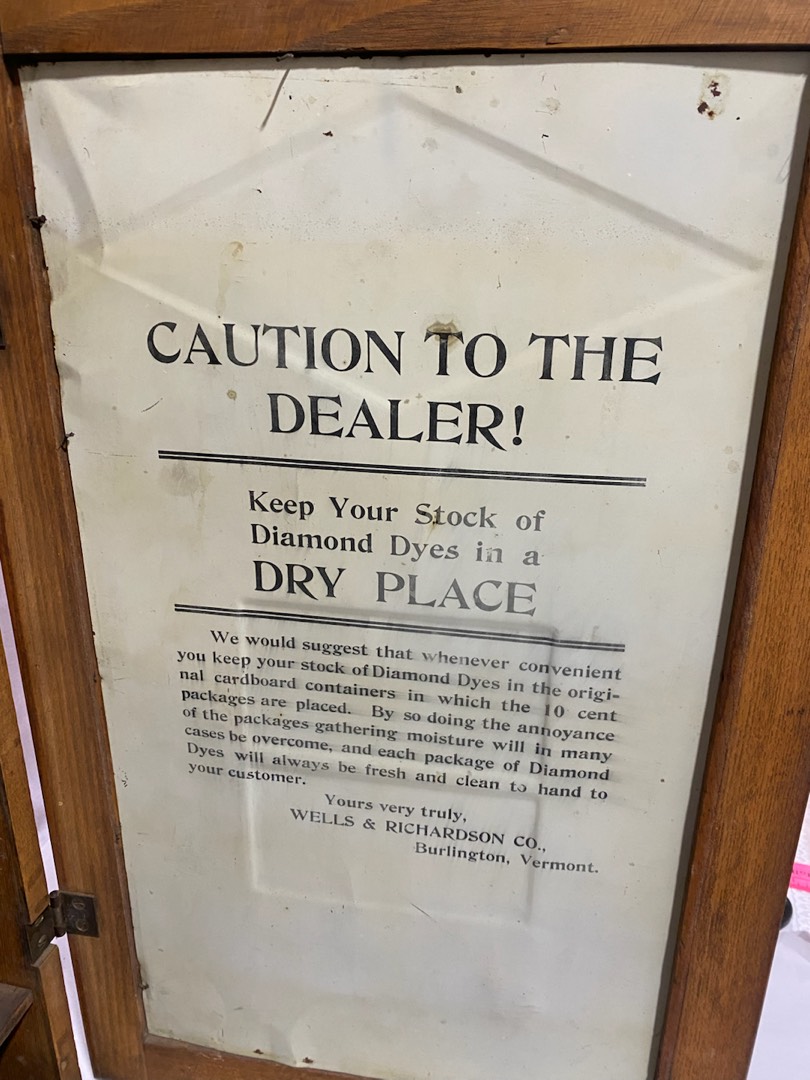 CAUTION TO THE
DEALER!
Keep Your Stock of
Diamond Dyes in a
DRY PLACE
We would suggest that whenever convenient
you keep your stock of Diamond Dyes in the origi-
nal cardboard containers in which the 10 cent
packages are placed. By so doing the annoyance
of the packages gathering moisture will in many
cases be overcome, and each package of Diamond
Dyes will always be fresh and clean to hand to
your customer.
Yours very truly,
WELLS & RICHARDSON CO.,
Burlington, Vermont.